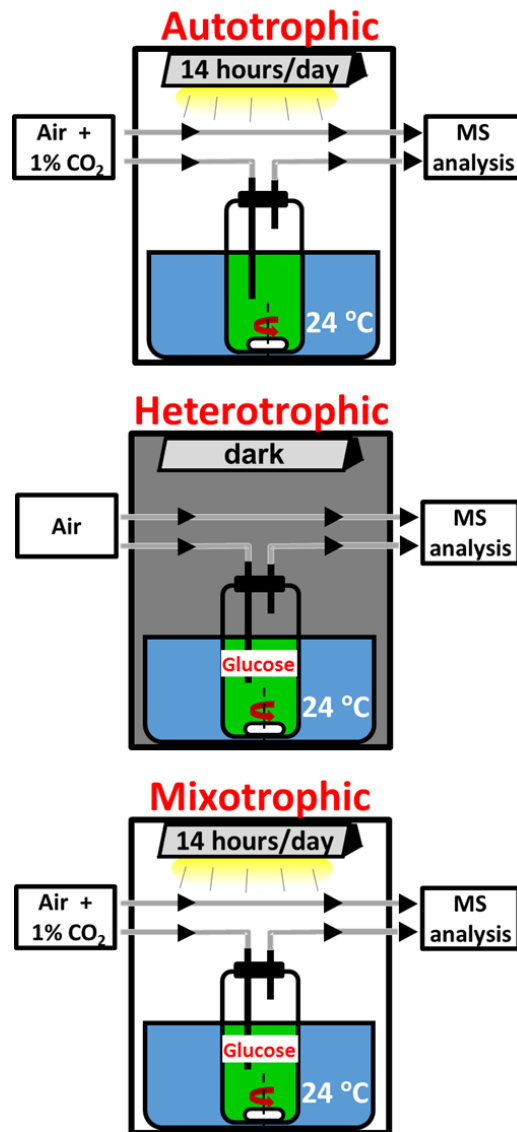 Autotrophic
14 hours/day
Air +
1% CO₂
MS
analysis
24 °C
Heterotrophic
dark
Air
MS
analysis
Glucose
24 °C
Mixotrophic
14 hours/day
Air +
1% CO₂
MS
analysis
Glucose
24 °C